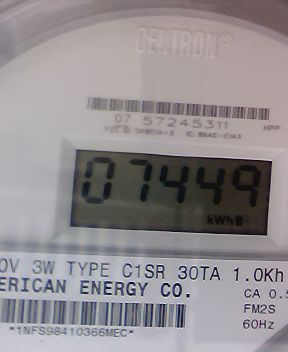 CENTRON®
07 57245311
HPP
07449
kWh
0V 3W TYPE C1SR 30TA 1.0Kh
ERICAN ENERGY CO.
CA 0.5
FM2S
60Hz
*1NFS98410366MEC*